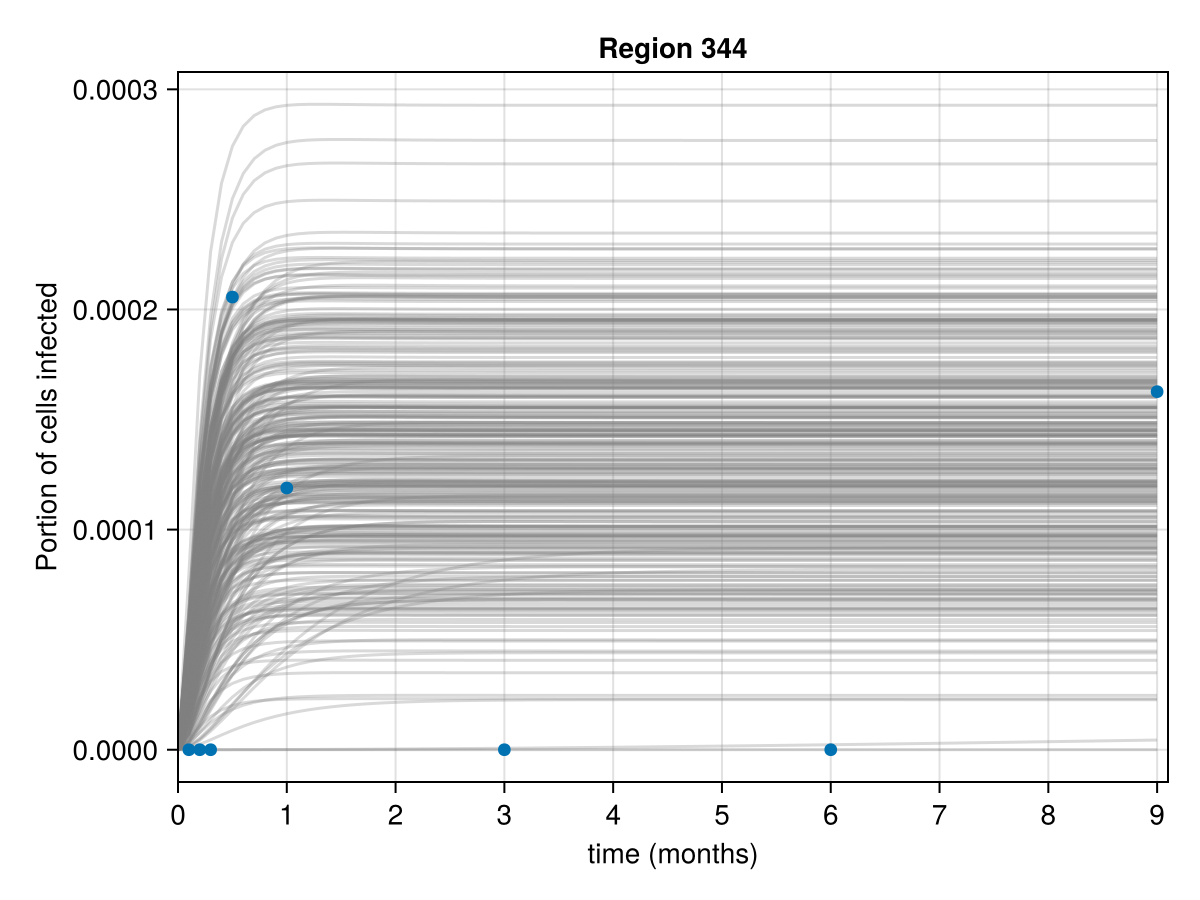 Region 344
0.0003
0.0002
0.0001
0.0000
Portion of cells infected
0 1 2 3 4 5 6 7 8 9
time (months)